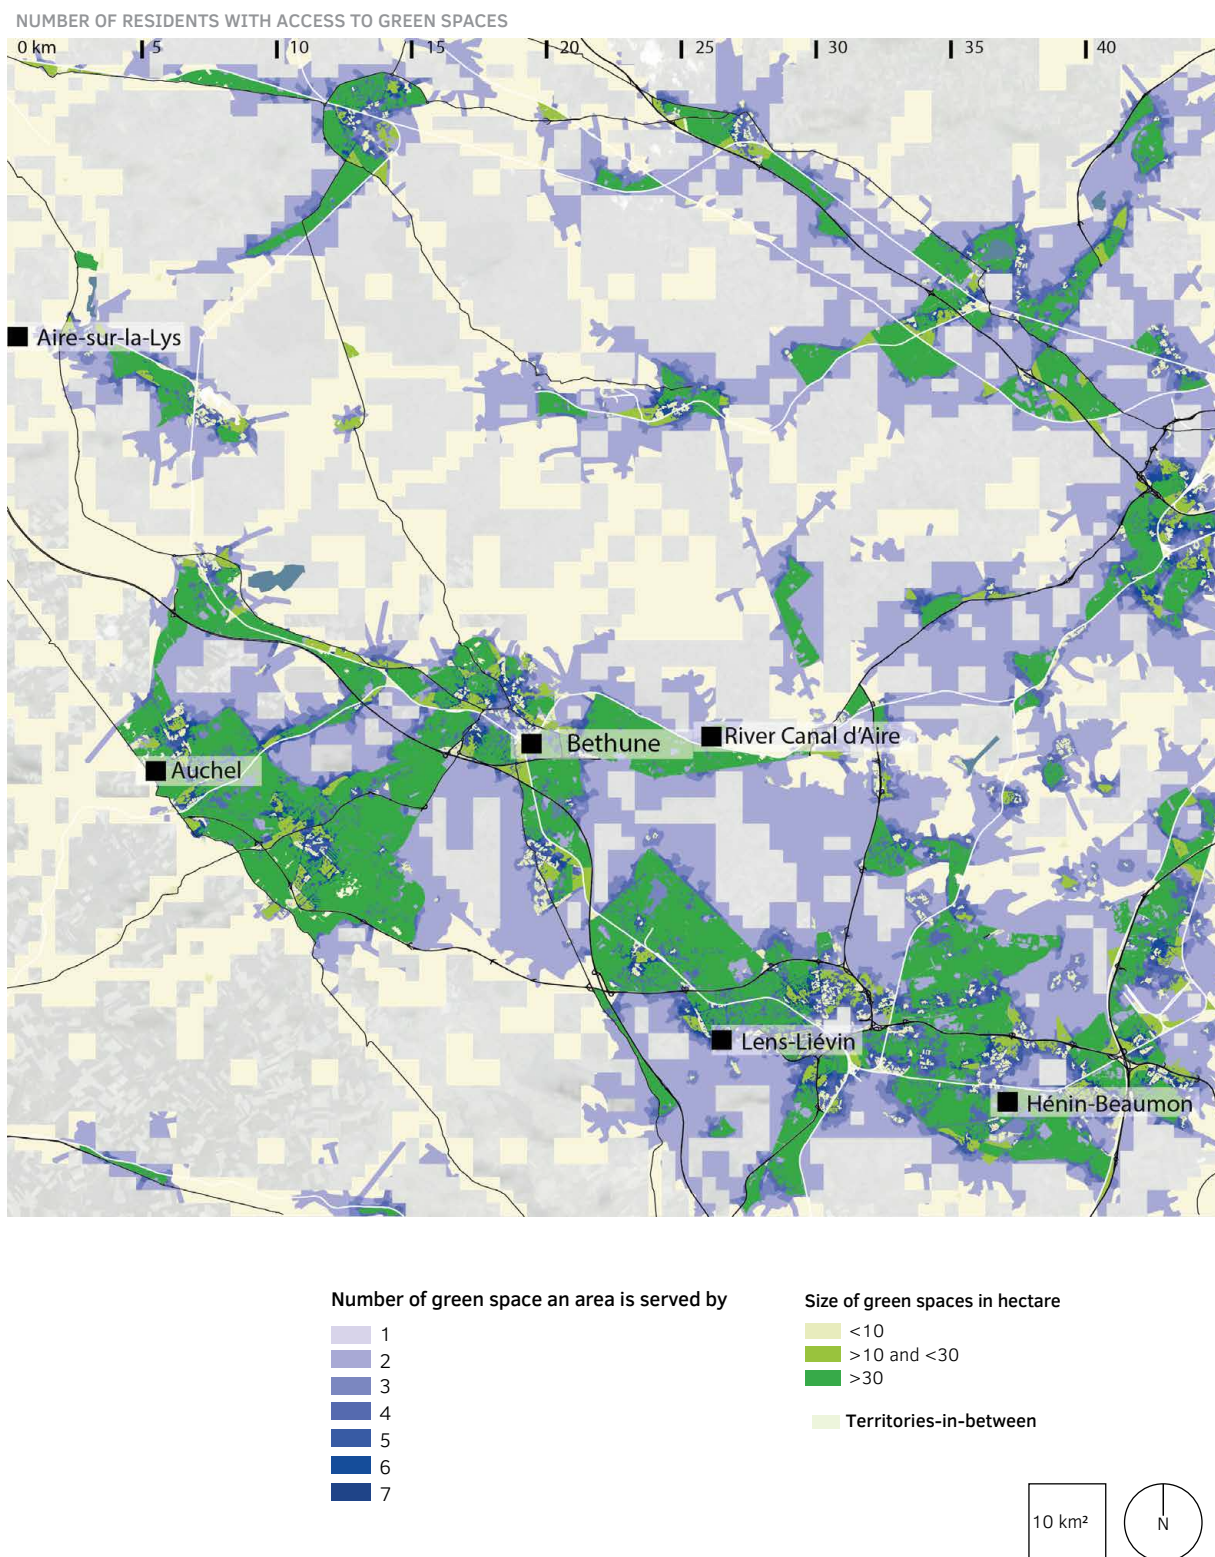 NUMBER OF RESIDENTS WITH ACCESS TO GREEN SPACES
0 km 5 10 15 20 25 30 35 40
Aire-sur-la-Lys
River Canal d'Aire
Bethune
Auchel
Lens-Liévin
Hénin-Beaumon
Number of green space an area is served by
1
2
3
4
5
6
7
Size of green spaces in hectare
<10
>10 and <30
>30
Territories-in-between
10 km²
N